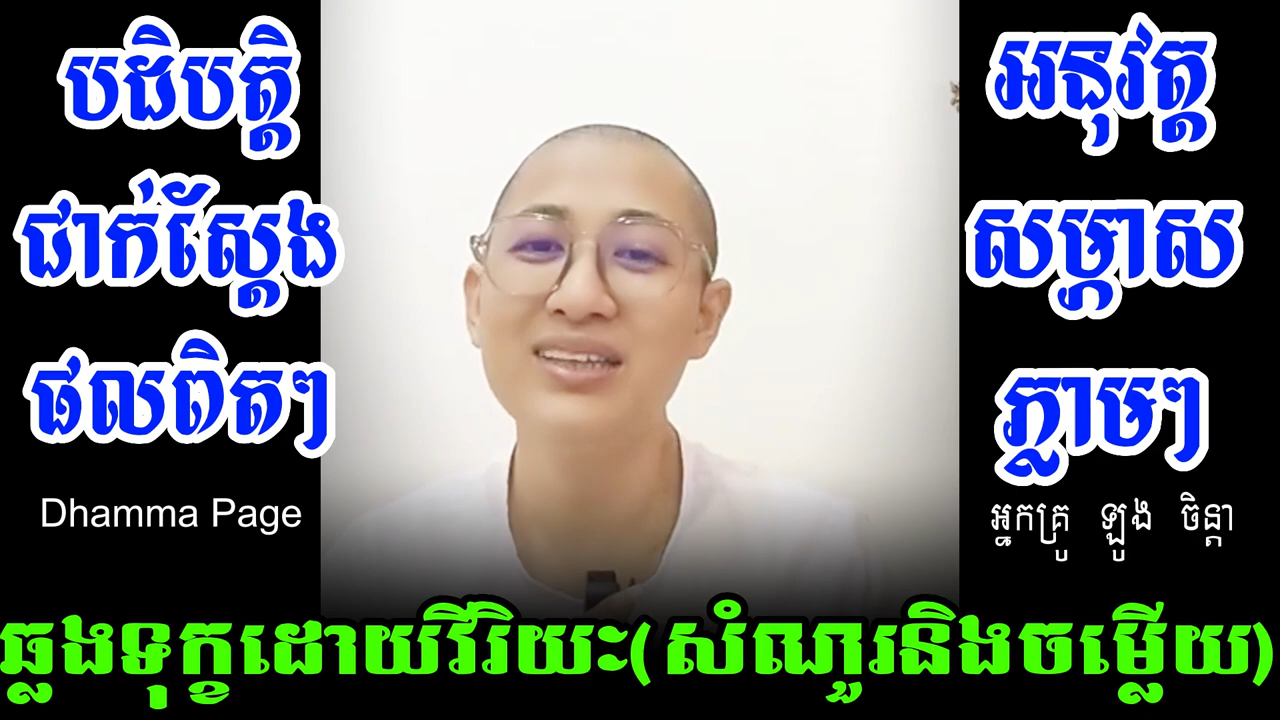 បដិបត្តិ
ជាក់ស្តែង
ផលពិតៗ
Dhamma Page
អនុវត្ត
សម្ភាស
ភ្លាមៗ
អ្នកគ្រូ ឡុង ចិន្តា
ឆ្លងទុក្ខដោយវីរិយៈ(សំណួរនិងចម្លើយ)